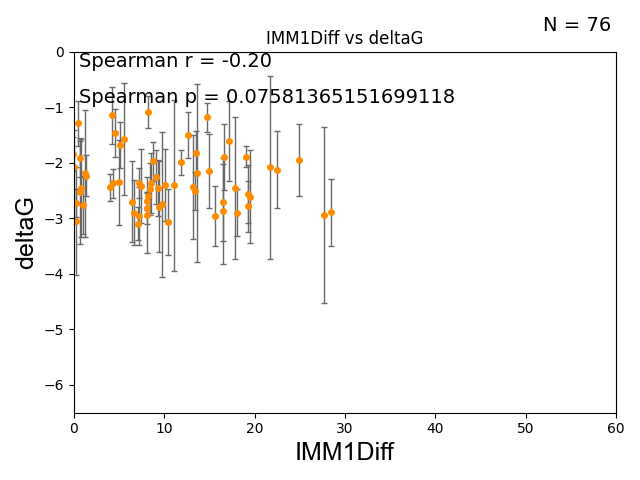 N = 76
IMM1Diff vs deltaG
Spearman r = -0.20
Spearman p = 0.07581365151699118
deltaG
0
−1
−2
−3
−4
−5
−6
0 10 20 30 40 50 60
IMM1Diff